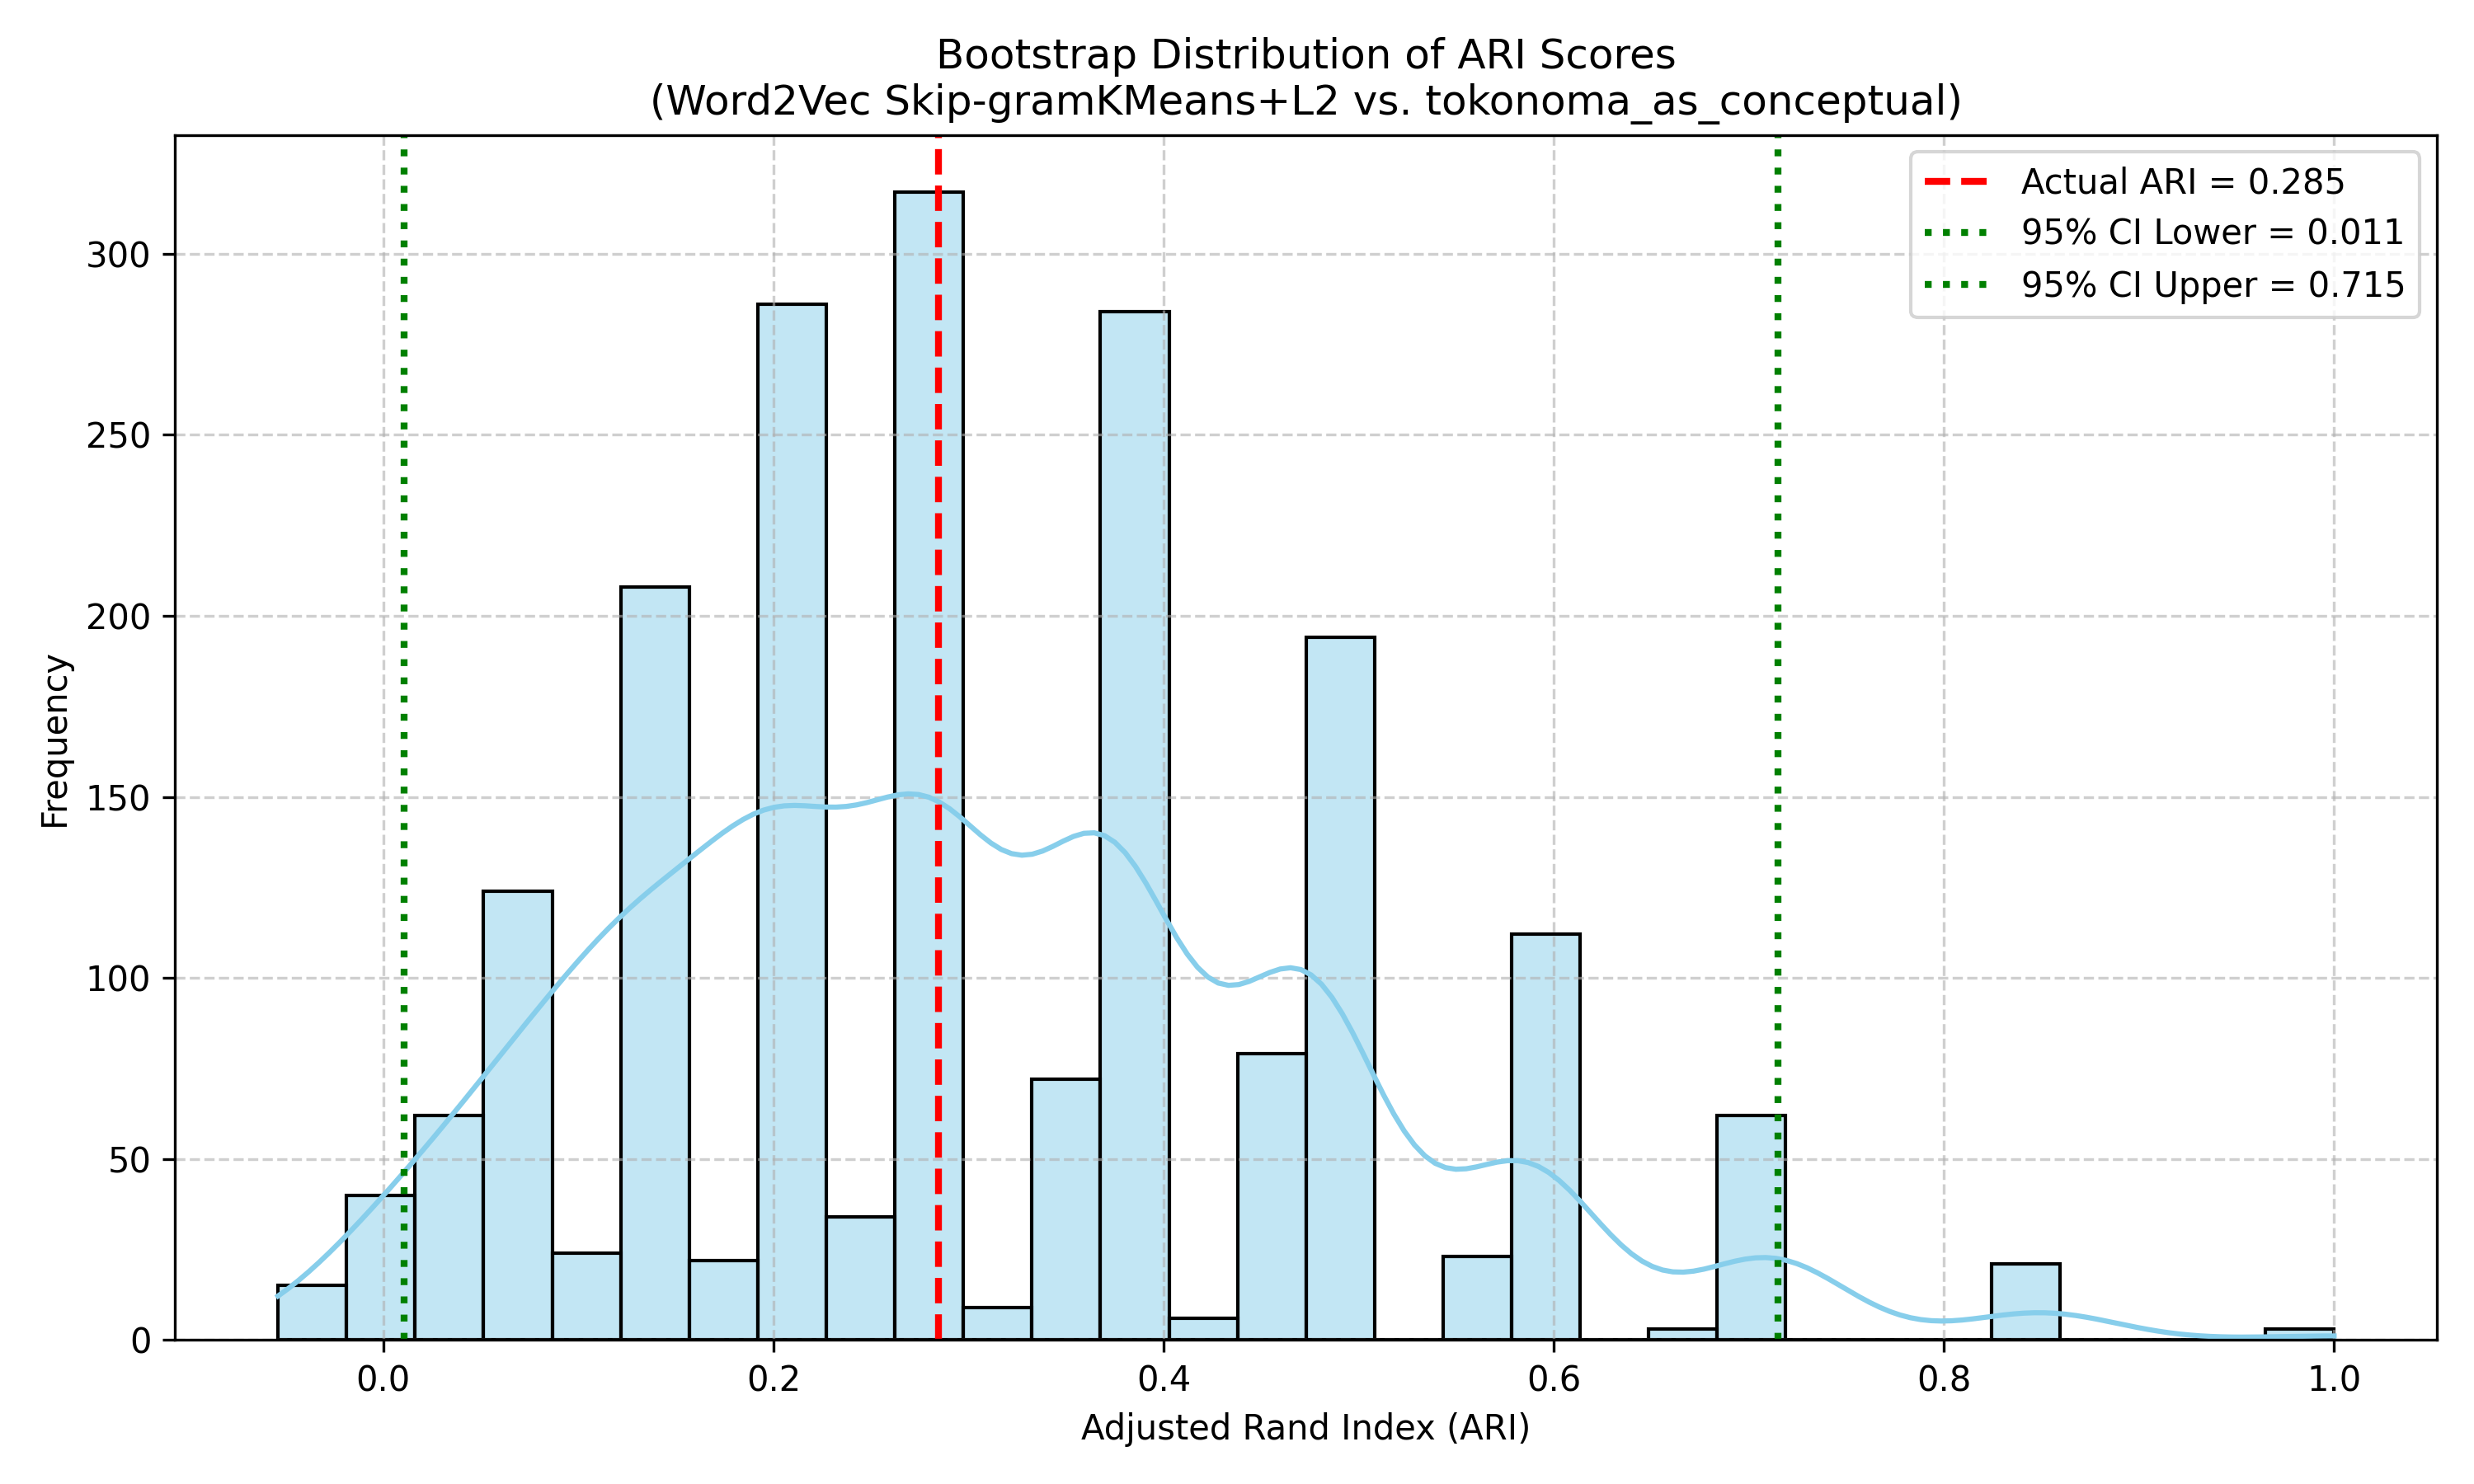 Bootstrap Distribution of ARI Scores
(Word2Vec Skip-gramKMeans+L2 vs. tokonoma_as_conceptual)
Actual ARI = 0.285
95% CI Lower = 0.011
95% CI Upper = 0.715
Frequency
300
250
200
150
100
50
0
0.0 0.2 0.4 0.6 0.8 1.0
Adjusted Rand Index (ARI)